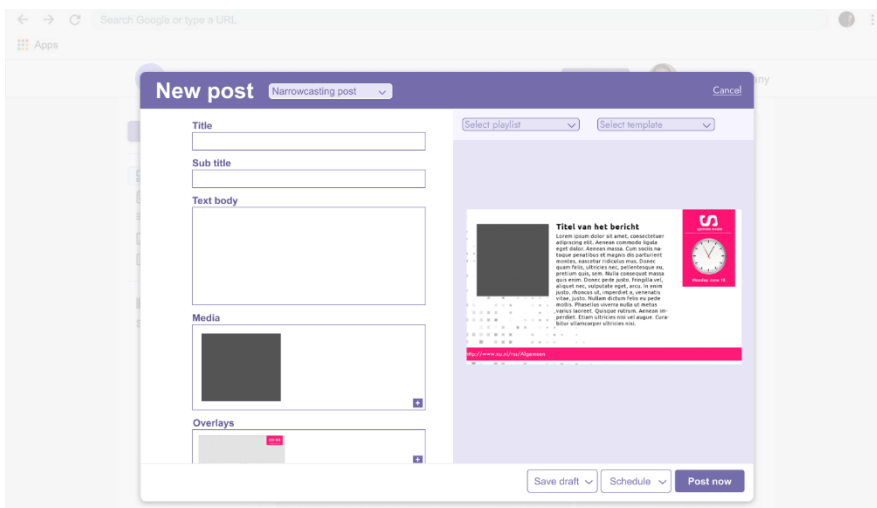 Search Google or type a URL
Apps
New post
Narrowcasting post
Cancel
Title
Sub title
Text body
Media
Overlays
Select playlist
Select template
Titel van het bericht
Lorem ipsum dolor sit amet, consectetuer
adipiscing elit. Aenean commodo ligula
eget dolor. Aenean massa. Cum sociis na-
toque penatibus et magnis dis parturient
montes, nascetur ridiculus mus. Donec
quam felis, ultricies nec, pellentesque eu,
pretium quis, sem. Nulla consequat massa
quis enim. Donec pede justo, fringilla vel,
aliquet nec, vulputate eget, arcu. In enim
justo, rhoncus ut, imperdiet a, venenatis
vitae, justo. Nullam dictum felis eu pede
mollis. Phasellus viverra nulla ut metus
varius laoreet. Quisque rutrum. Aenean im-
perdiet. Etiam ultricies nisi vel augue. Cura-
bitur ullamcorper ultricies nisi.
Monday, June 10
http://www.nu.nl/rss/Algemeen
Save draft
Schedule
Post now